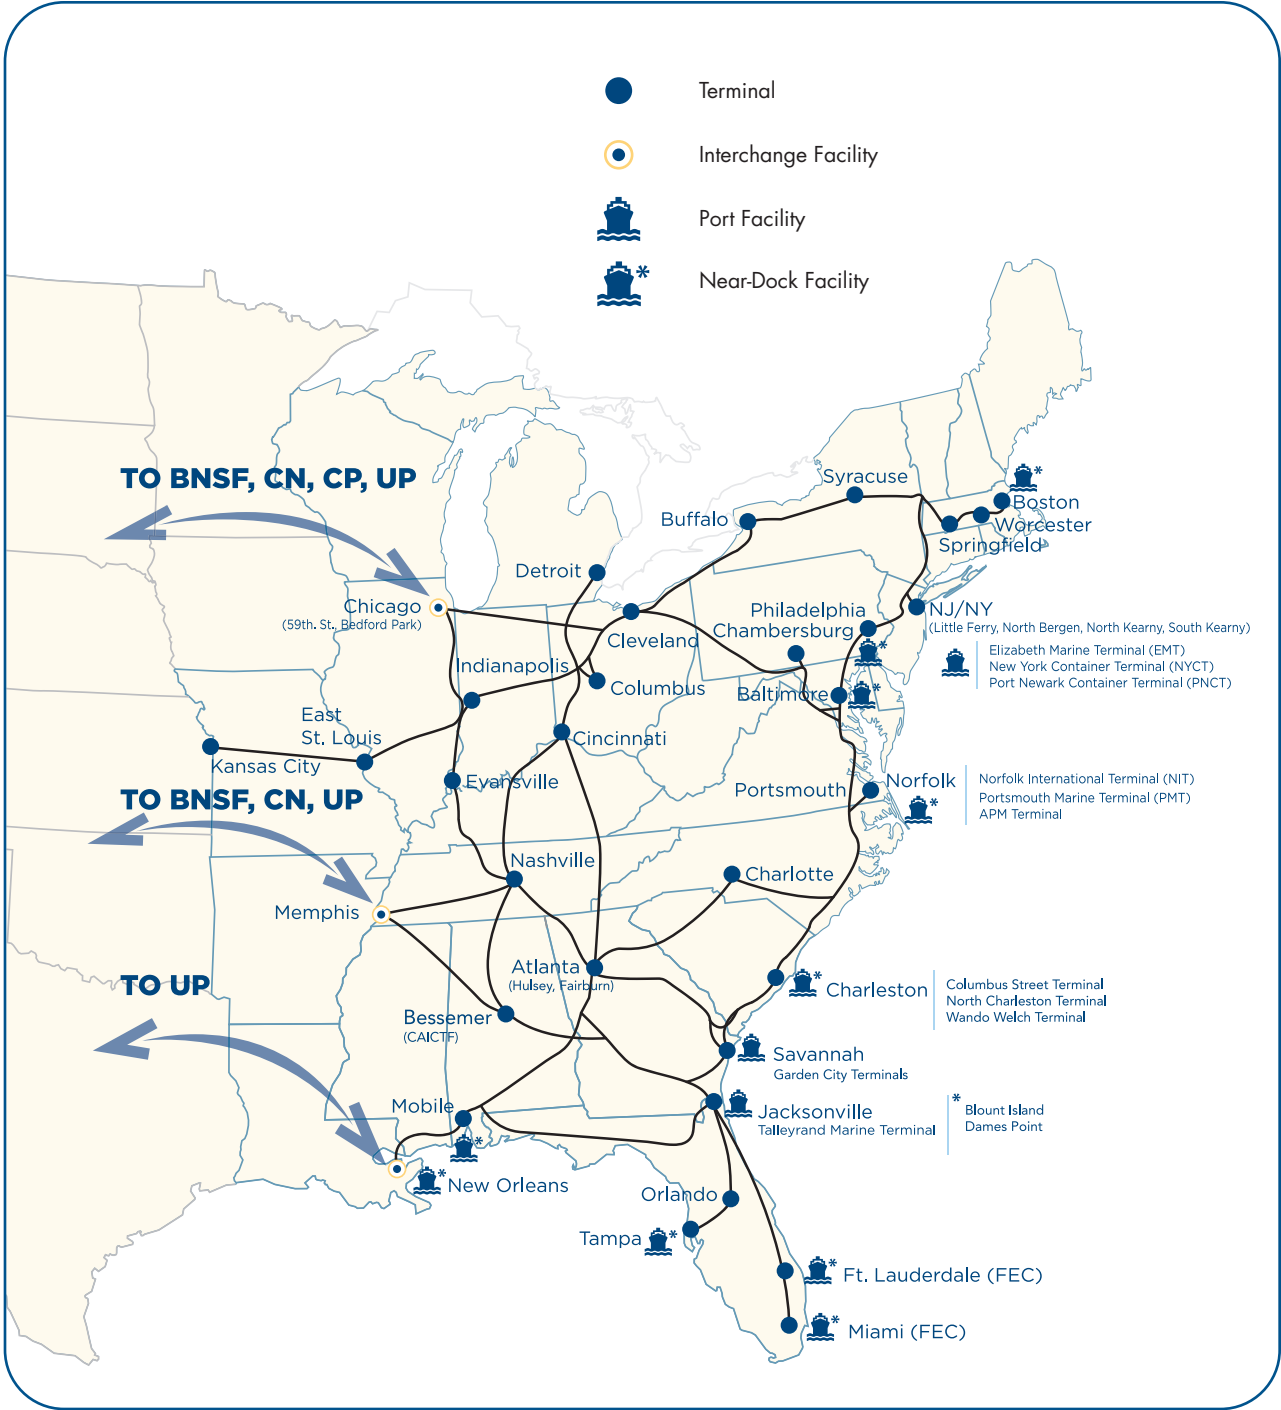 Terminal
Interchange Facility
Port Facility
*
Near-Dock Facility
TO BNSF, CN, CP, UP
Syracuse
*
Boston
Buffalo
Worcester
Springfield
Detroit
Chicago
(59th. St., Bedford Park)
Philadelphia
NJ/NY
(Little Ferry, North Bergen, North Kearny, South Kearny)
Chambersburg
Cleveland
*
Elizabeth Marine Terminal (EMT)
New York Container Terminal (NYCT)
Port Newark Container Terminal (PNCT)
Indianapolis
Columbus
Baltimore
*
East
St. Louis
Cincinnati
Kansas City
Evansville
Portsmouth
Norfolk
*
Norfolk International Terminal (NIT)
Portsmouth Marine Terminal (PMT)
APM Terminal
TO BNSF, CN, UP
Nashville
Charlotte
Memphis
Atlanta
(Hulsey, Fairburn)
TO UP
*
Charleston
Columbus Street Terminal
North Charleston Terminal
Wando Welch Terminal
Bessemer
(CAICTF)
Savannah
Garden City Terminals
Mobile
*
Jacksonville
Talleyrand Marine Terminal
*
Blount Island
Dames Point
*
New Orleans
Orlando
Tampa
*
*
Ft. Lauderdale (FEC)
*
Miami (FEC)